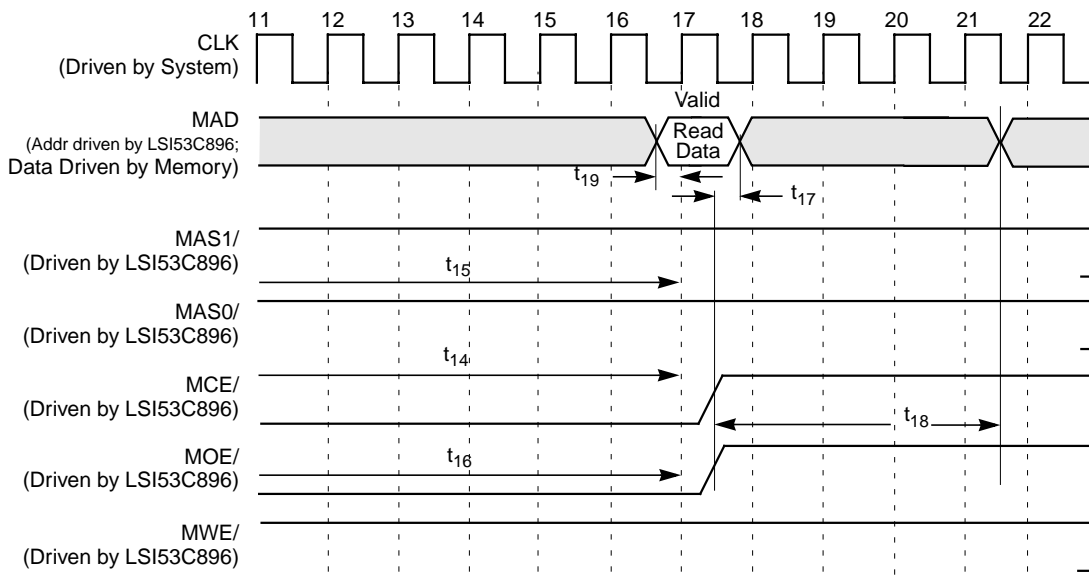 11 12 13 14 15 16 17 18 19 20 21 22
CLK
(Driven by System)
MAD
(Addr driven by LSI53C896;
Data Driven by Memory)
Valid
Read
Data
t19
t17
MAS1/
(Driven by LSI53C896)
t15
MAS0/
(Driven by LSI53C896)
t14
MCE/
(Driven by LSI53C896)
t18
MOE/
(Driven by LSI53C896)
t16
MWE/
(Driven by LSI53C896)